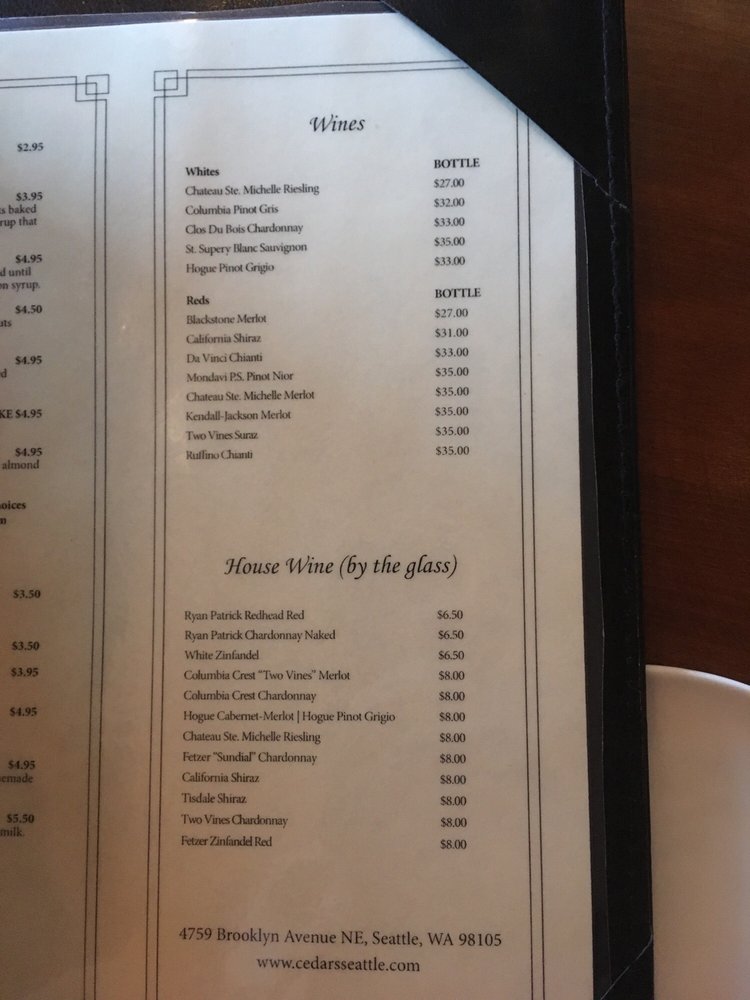 $2.95
$3.95
s baked
rup that
$4.95
d until
on syrup.
$4.50
ats
$4.95
d
KE $4.95
$4.95
almond
oices
n
$3.50
$3.50
$3.95
$4.95
$4.95
emade
$5.50
milk.
Wines
Whites BOTTLE
Chateau Ste. Michelle Riesling $27.00
Columbia Pinot Gris $32.00
Clos Du Bois Chardonnay $33.00
St. Supery Blanc Sauvignon $35.00
Hogue Pinot Grigio $33.00
Reds BOTTLE
Blackstone Merlot $27.00
California Shiraz $31.00
Da Vinci Chianti $33.00
Mondavi P.S. Pinot Nior $35.00
Chateau Ste. Michelle Merlot $35.00
Kendall-Jackson Merlot $35.00
Two Vines Suraz $35.00
Ruffino Chianti $35.00
House Wine (by the glass)
Ryan Patrick Redhead Red $6.50
Ryan Patrick Chardonnay Naked $6.50
White Zinfandel $6.50
Columbia Crest "Two Vines" Merlot $8.00
Columbia Crest Chardonnay $8.00
Hogue Cabernet-Merlot | Hogue Pinot Grigio $8.00
Chateau Ste. Michelle Riesling $8.00
Fetzer "Sundial" Chardonnay $8.00
California Shiraz $8.00
Tisdale Shiraz $8.00
Two Vines Chardonnay $8.00
Fetzer Zinfandel Red $8.00
4759 Brooklyn Avenue NE, Seattle, WA 98105
www.cedarsseattle.com